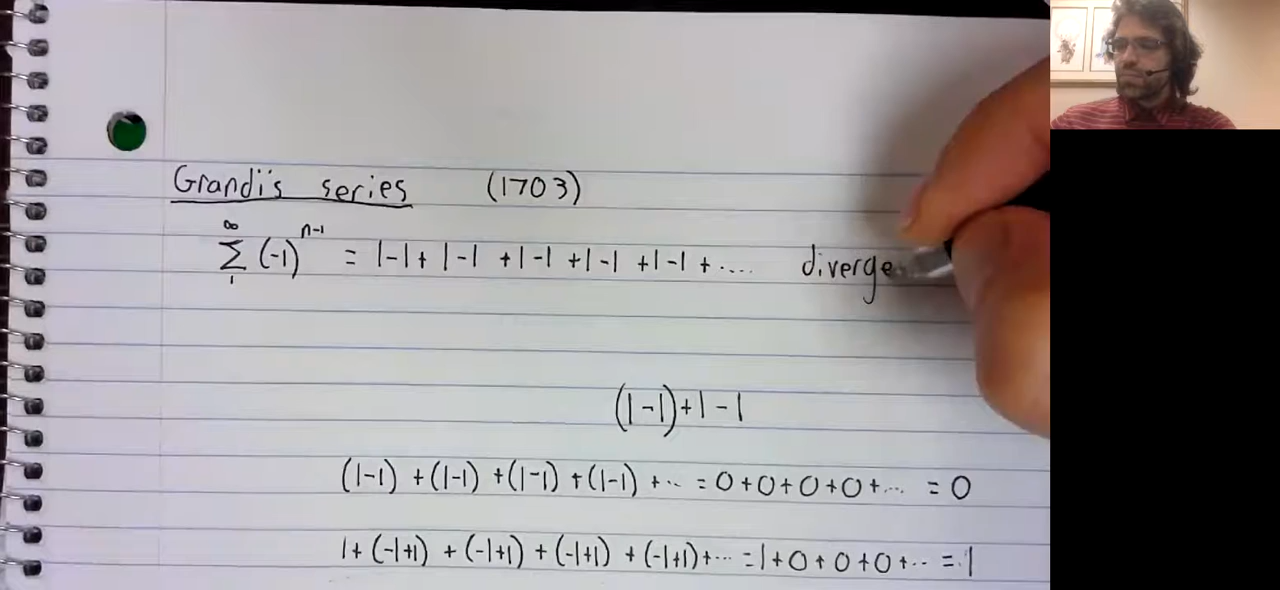 Grandi's series (1703)
∞
∑ (-1)ⁿ⁻¹ = 1-1+1-1+1-1+1-1+1-1+.... diverge
1
(1-1)+1-1
(1-1)+(1-1)+(1-1)+(1-1)+... = 0+0+0+0+... = 0
1+(-1+1)+(-1+1)+(-1+1)+(-1+1)+... = 1+0+0+0+.. = 1